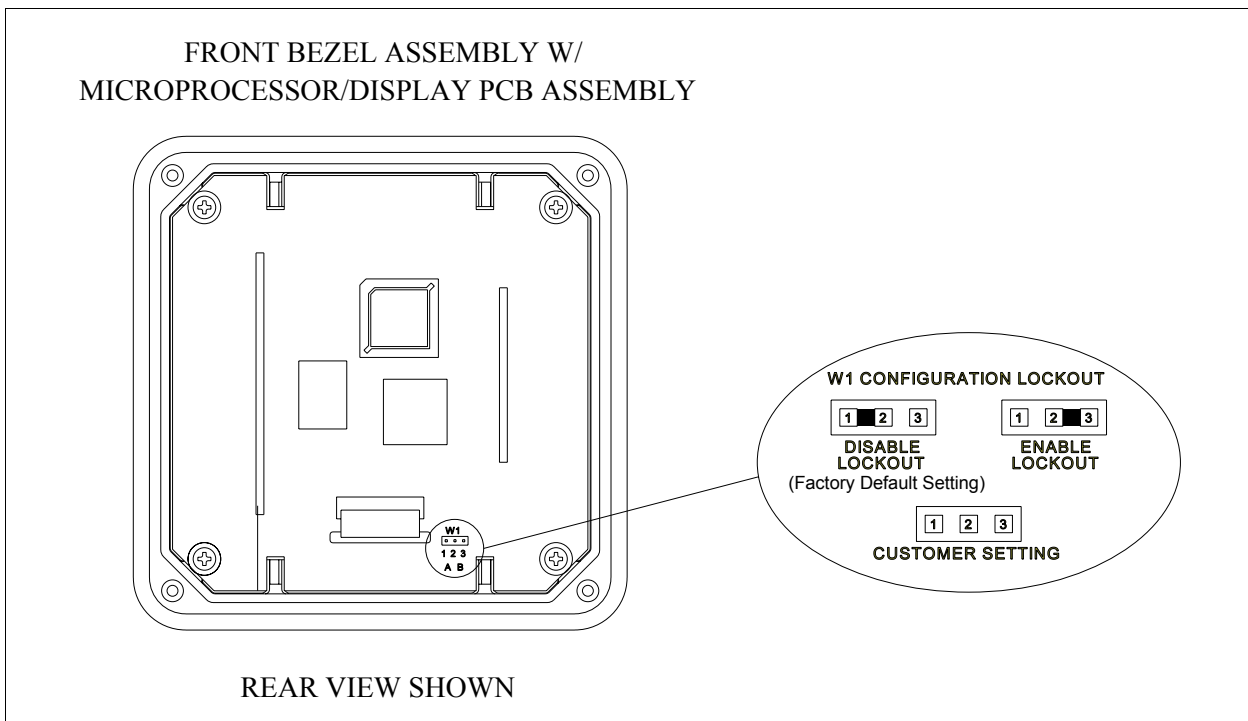 FRONT BEZEL ASSEMBLY W/
MICROPROCESSOR/DISPLAY PCB ASSEMBLY
W1
1 2 3
A B
W1 CONFIGURATION LOCKOUT
1 2 3
DISABLE
LOCKOUT
(Factory Default Setting)
1 2 3
ENABLE
LOCKOUT
1 2 3
CUSTOMER SETTING
REAR VIEW SHOWN